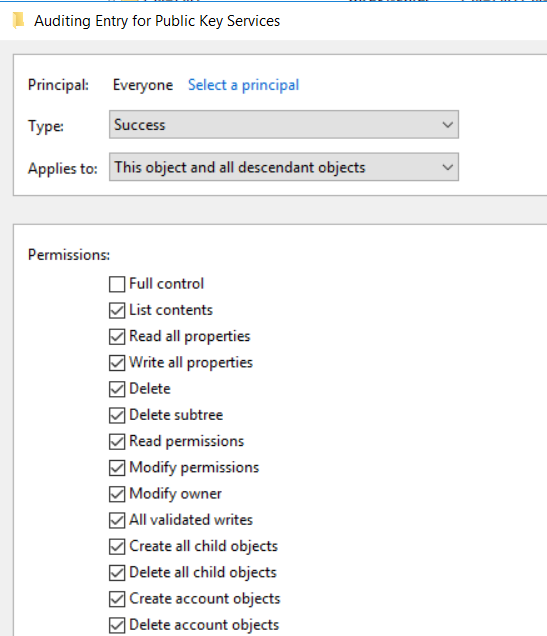 Auditing Entry for Public Key Services
Principal: Everyone Select a principal
Type: Success
Applies to: This object and all descendant objects
Permissions:
Full control
List contents
Read all properties
Write all properties
Delete
Delete subtree
Read permissions
Modify permissions
Modify owner
All validated writes
Create all child objects
Delete all child objects
Create account objects
Delete account objects